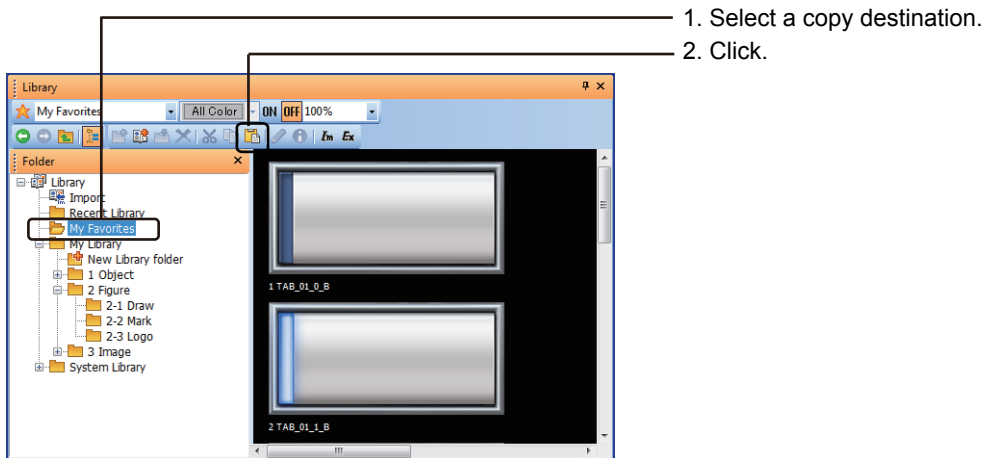 1. Select a copy destination.
2. Click.
Library
My Favorites All Color ON OFF 100%
Im Ex
Folder
Library
Import
Recent Library
My Favorites
My Library
New Library folder
1 Object
2 Figure
2-1 Draw
2-2 Mark
2-3 Logo
3 Image
System Library
1 TAB_01_0_B
2 TAB_01_1_B